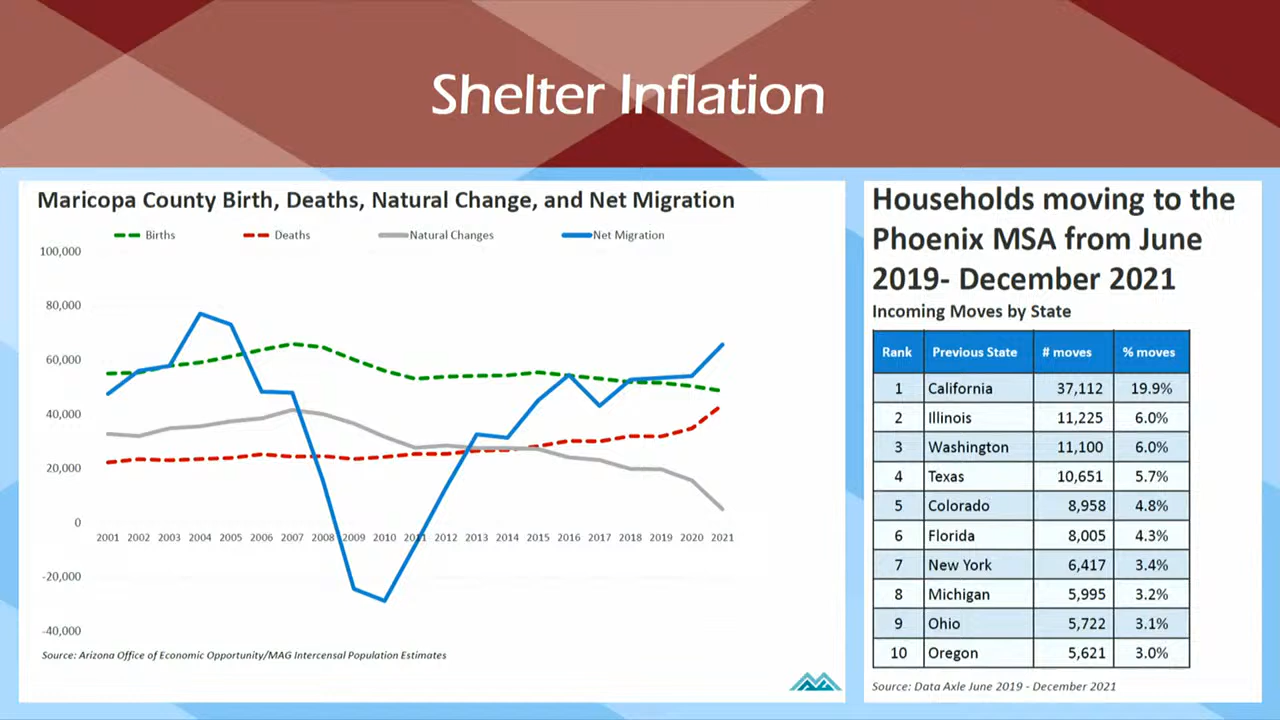 Shelter Inflation
Maricopa County Birth, Deaths, Natural Change, and Net Migration
Births Deaths Natural Changes Net Migration
100,000
80,000
60,000
40,000
20,000
0
2001 2002 2003 2004 2005 2006 2007 2008 2009 2010 2011 2012 2013 2014 2015 2016 2017 2018 2019 2020 2021
-20,000
-40,000
Source: Arizona Office of Economic Opportunity/MAG Intercensal Population Estimates
Households moving to the
Phoenix MSA from June
2019- December 2021
Incoming Moves by State
Rank Previous State # moves % moves
1 California 37,112 19.9%
2 Illinois 11,225 6.0%
3 Washington 11,100 6.0%
4 Texas 10,651 5.7%
5 Colorado 8,958 4.8%
6 Florida 8,005 4.3%
7 New York 6,417 3.4%
8 Michigan 5,995 3.2%
9 Ohio 5,722 3.1%
10 Oregon 5,621 3.0%
Source: Data Axle June 2019 - December 2021